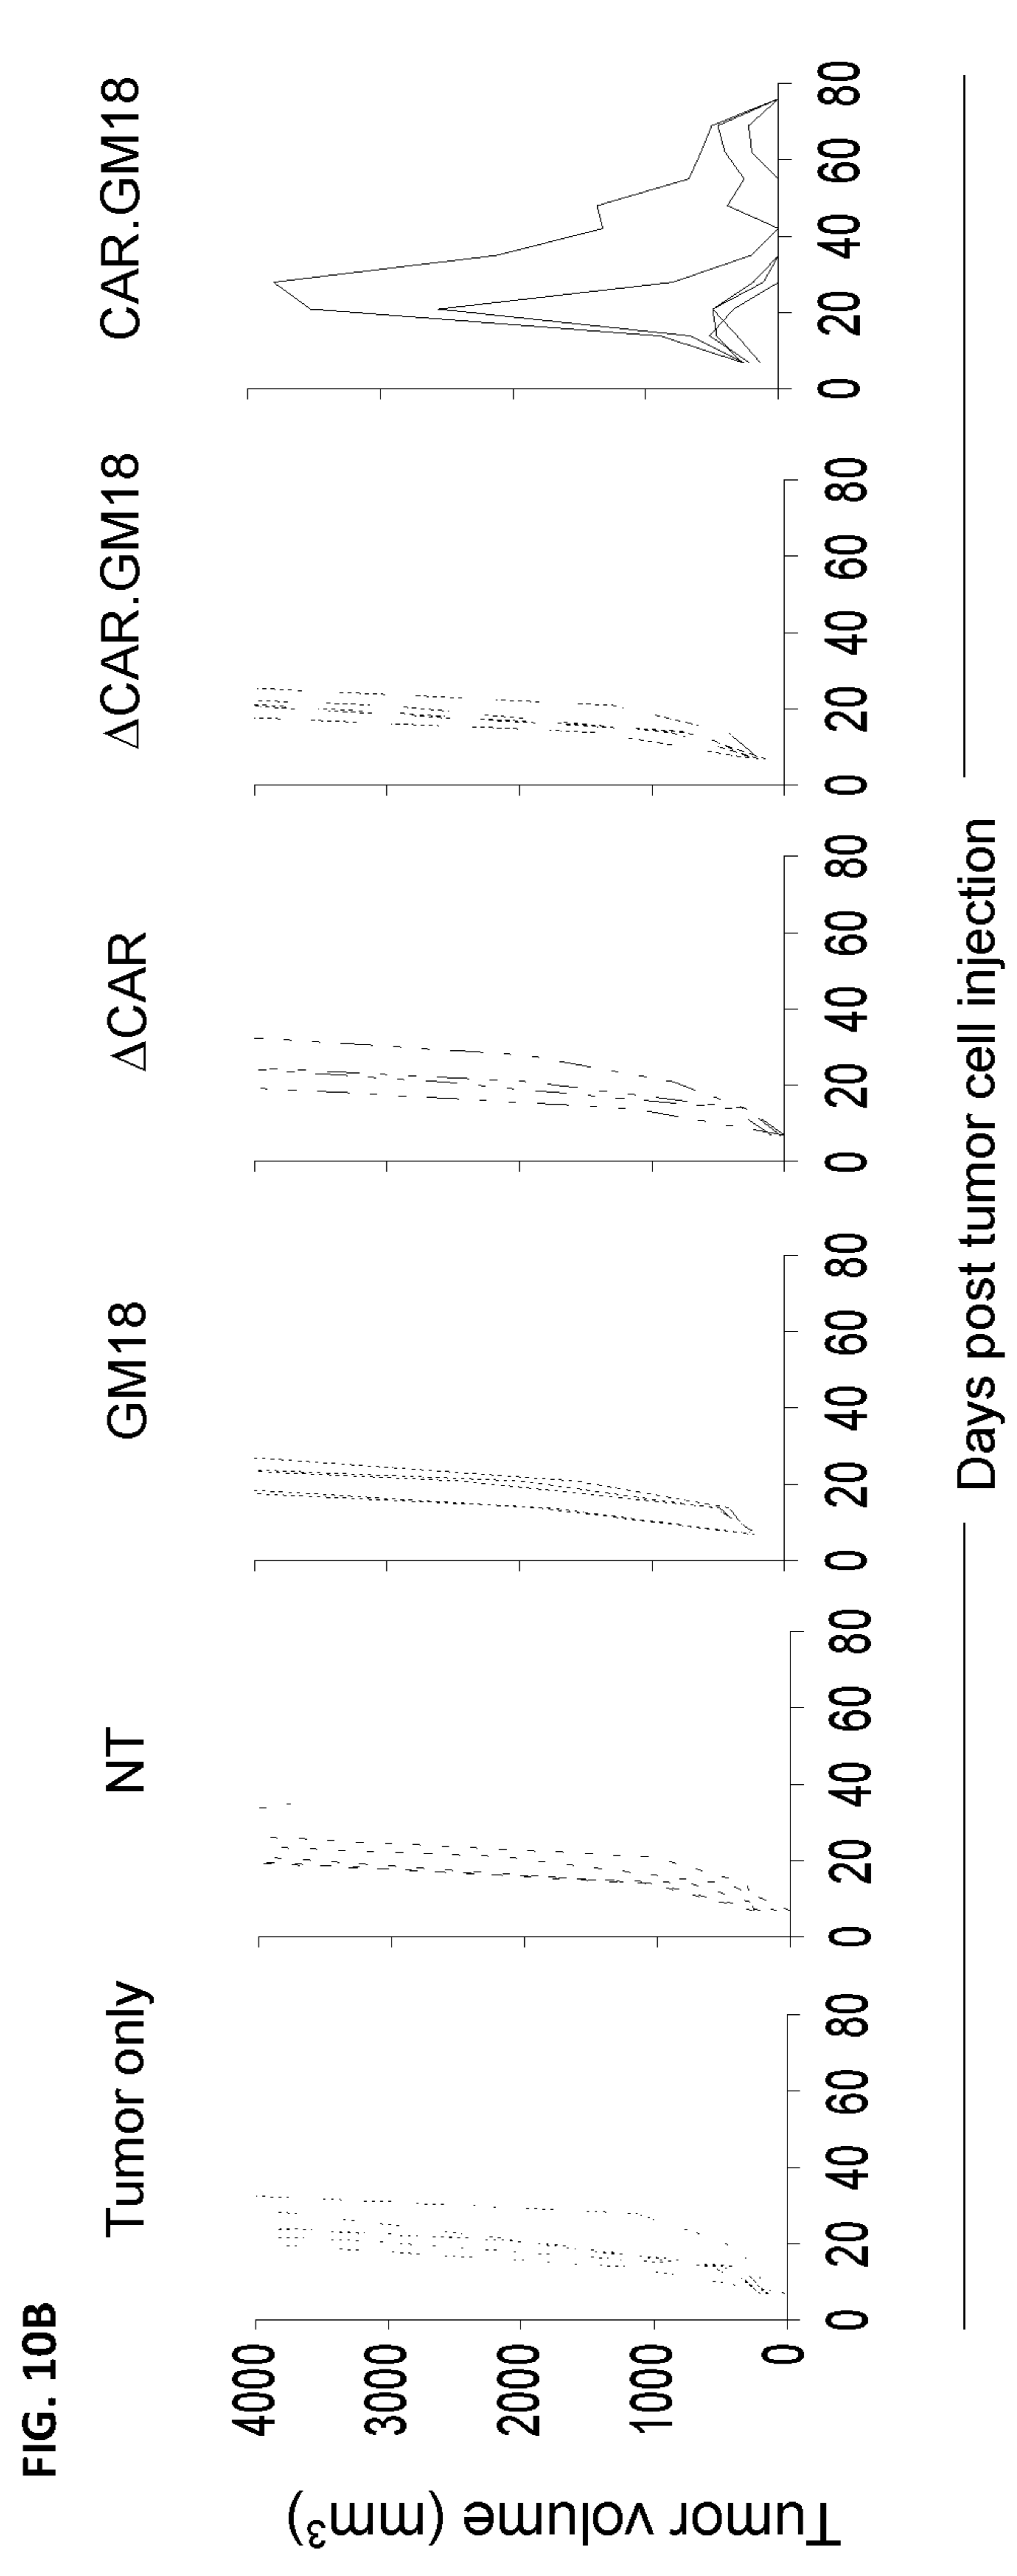 FIG. 10B
Tumor only
NT
GM18
ΔCAR
ΔCAR.GM18
CAR.GM18
Tumor volume (mm³)
4000
3000
2000
1000
0
0 20 40 60 80
0 20 40 60 80
0 20 40 60 80
0 20 40 60 80
0 20 40 60 80
0 20 40 60 80
Days post tumor cell injection